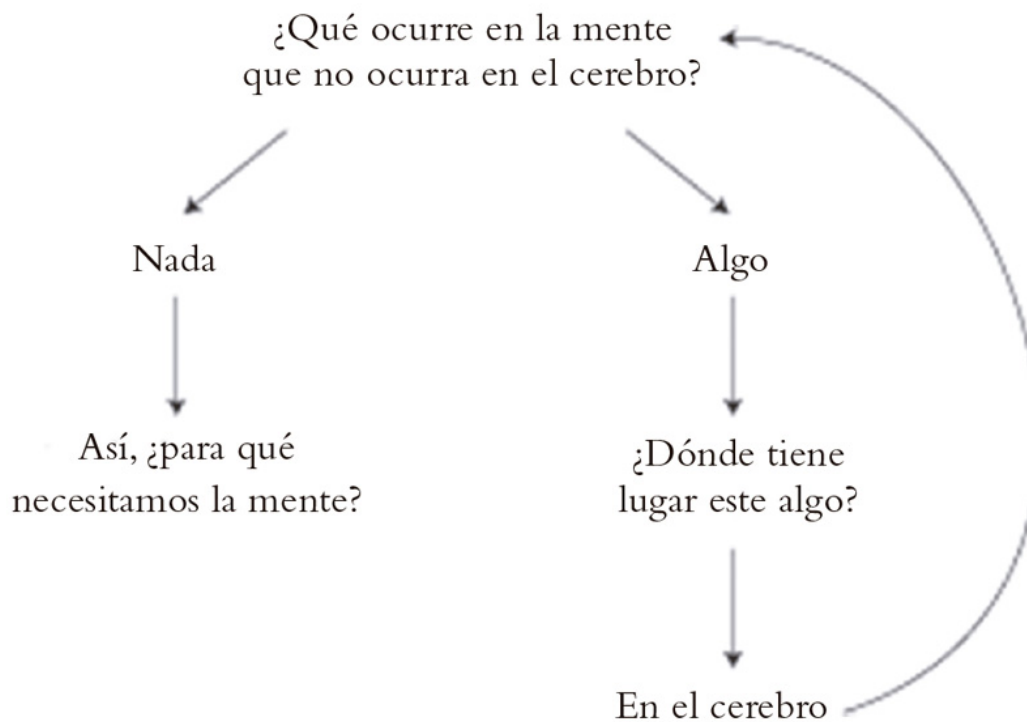 ¿Qué ocurre en la mente
que no ocurra en el cerebro?
Nada
Algo
Así, ¿para qué
necesitamos la mente?
¿Dónde tiene
lugar este algo?
En el cerebro